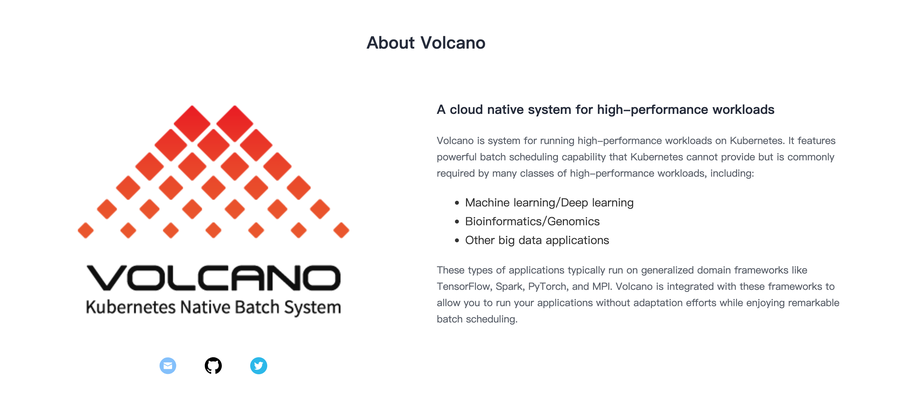 About Volcano
VOLCANO
Kubernetes Native Batch System
A cloud native system for high-performance workloads
Volcano is system for running high-performance workloads on Kubernetes. It features
powerful batch scheduling capability that Kubernetes cannot provide but is commonly
required by many classes of high-performance workloads, including:
• Machine learning/Deep learning
• Bioinformatics/Genomics
• Other big data applications
These types of applications typically run on generalized domain frameworks like
TensorFlow, Spark, PyTorch, and MPI. Volcano is integrated with these frameworks to
allow you to run your applications without adaptation efforts while enjoying remarkable
batch scheduling.